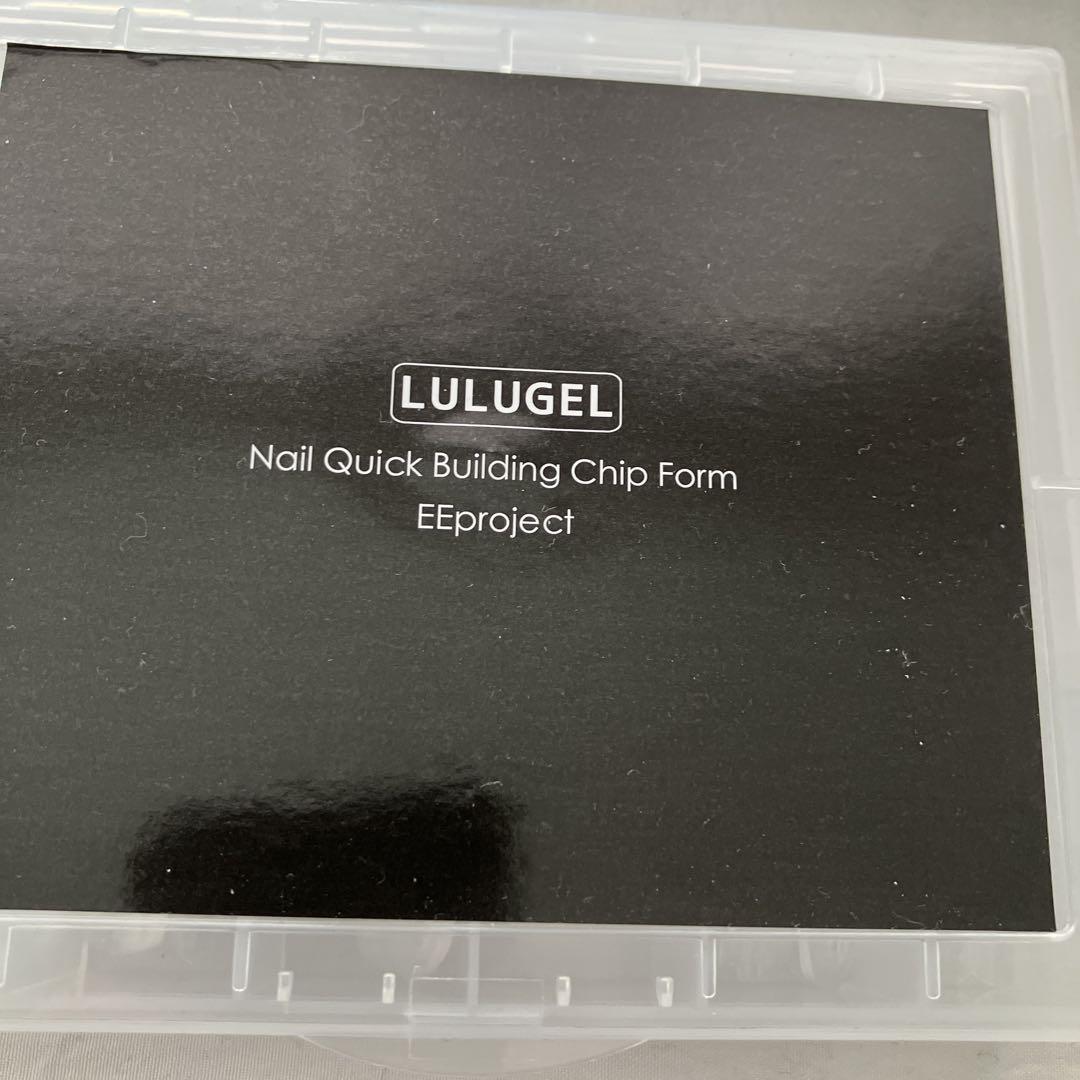 LULUGEL
Nail Quick Building Chip Form
EEproject